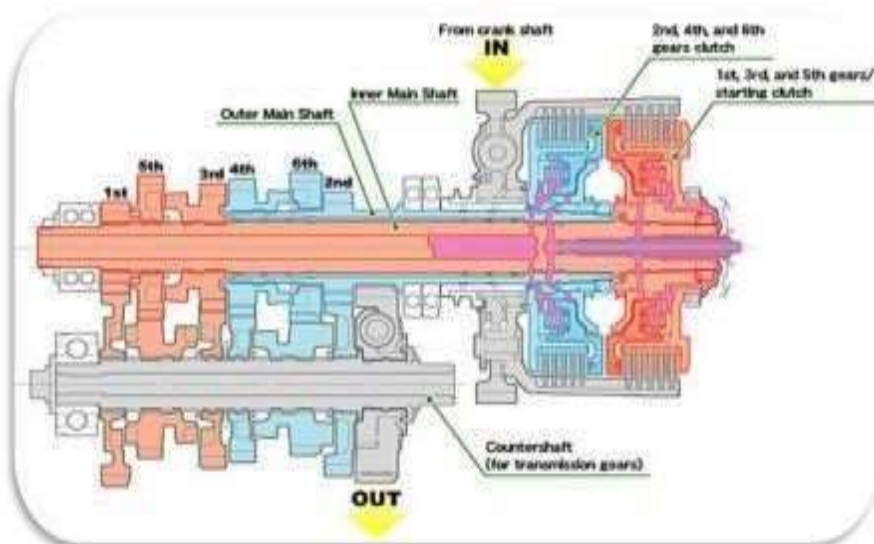 From crank shaft
IN
2nd, 4th, and 6th
gears clutch
1st, 3rd, and 5th gears/
starting clutch
Inner Main Shaft
Outer Main Shaft
1st
5th
3rd
4th
6th
2nd
Countershaft
(for transmission gears)
OUT